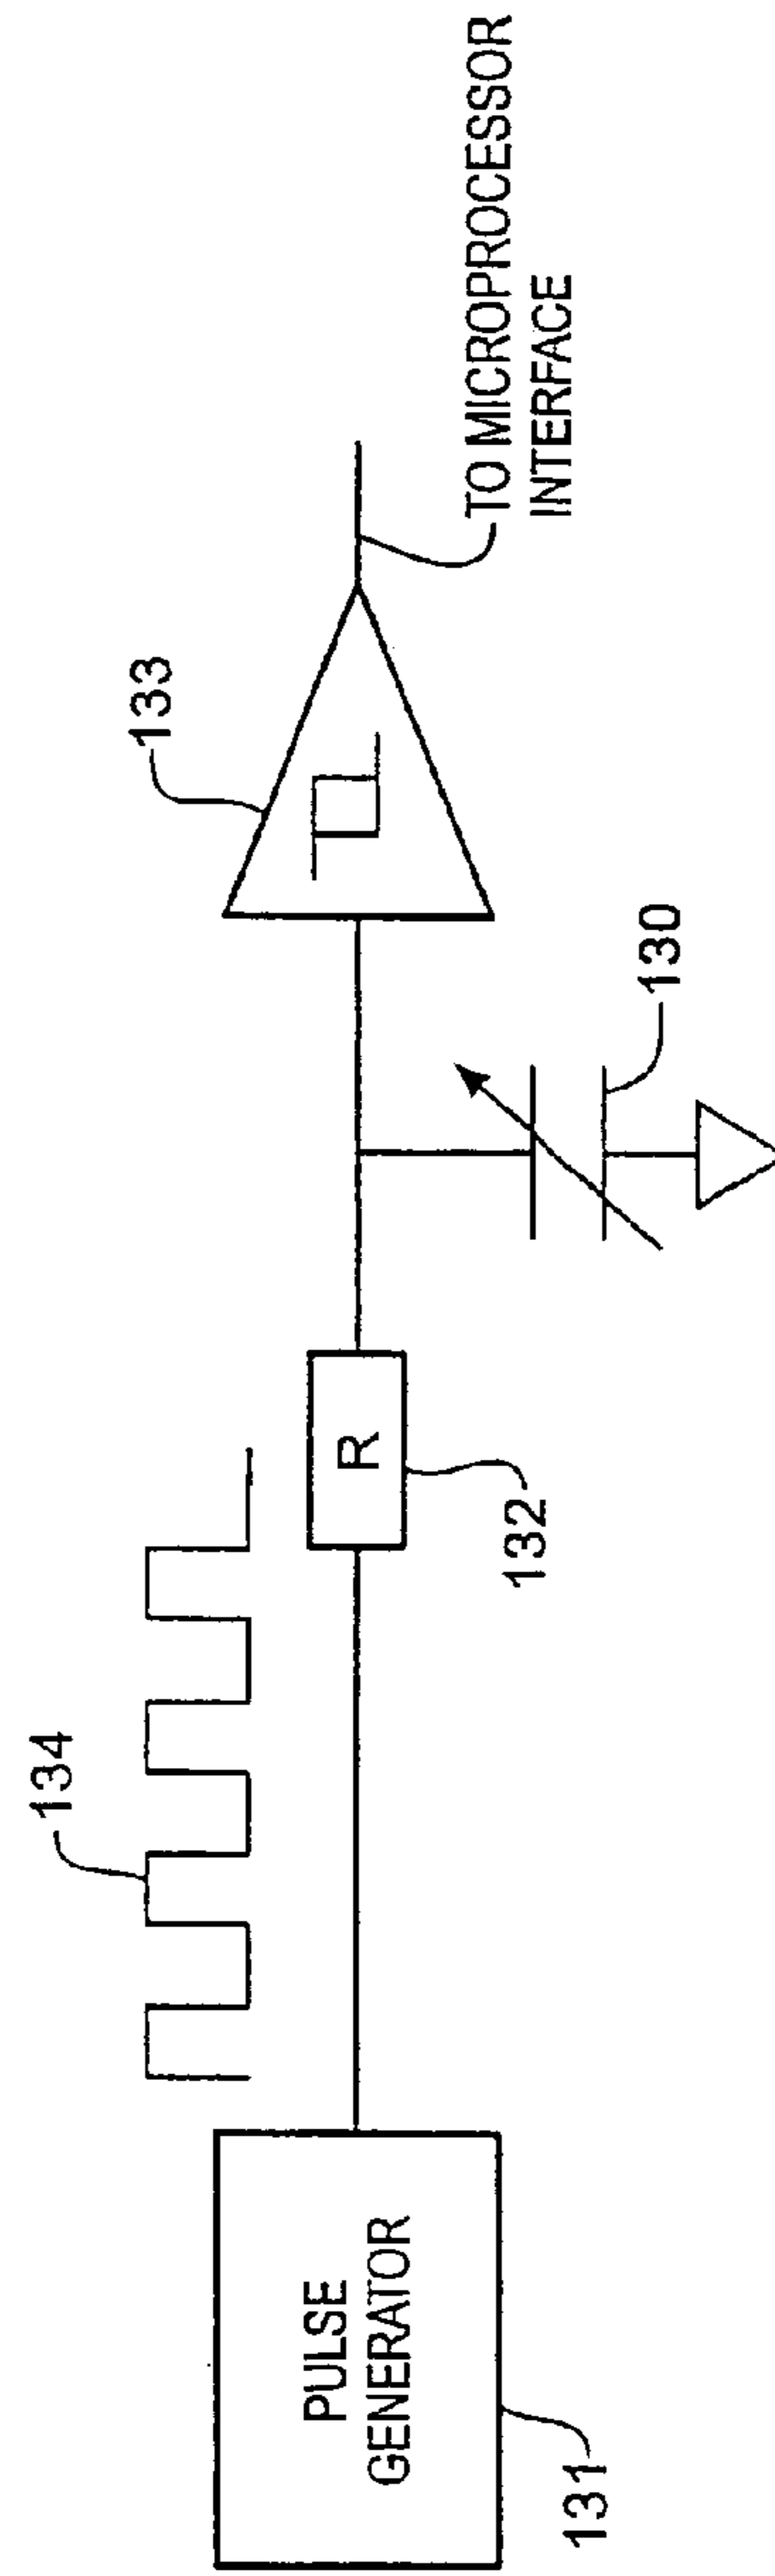 134
133
PULSE
GENERATOR
R
131
132
130
TO MICROPROCESSOR
INTERFACE